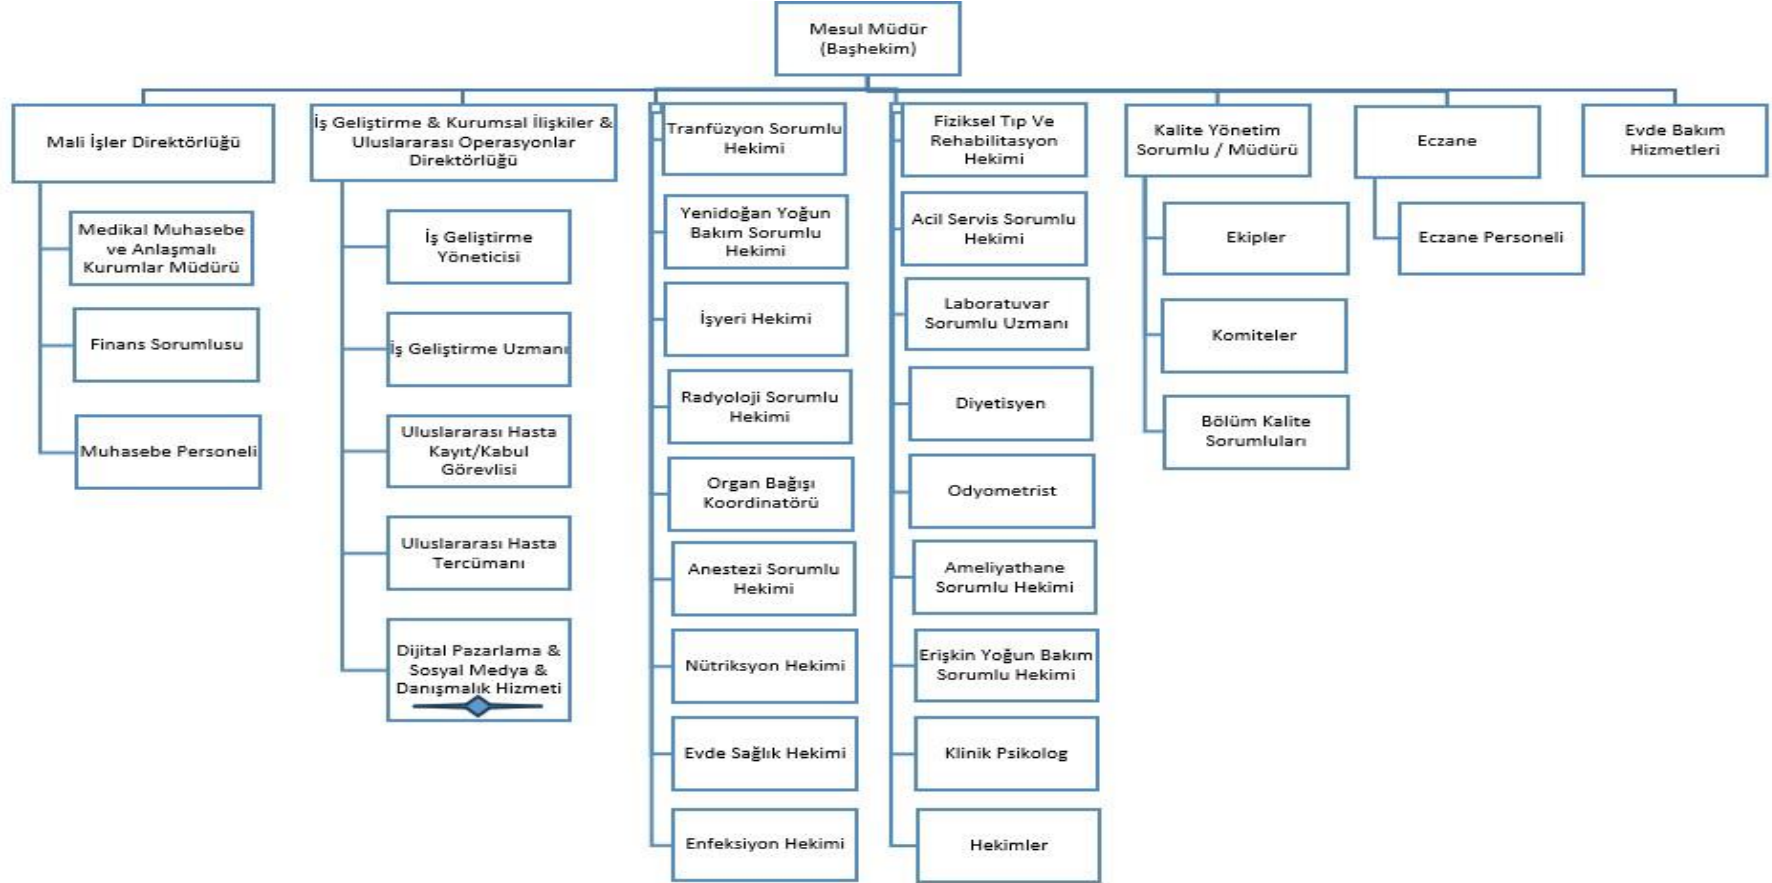 Mesul Müdür
(Başhekim)
Mali İşler Direktörlüğü
Medikal Muhasebe
ve Anlaşmalı
Kurumlar Müdürü
Finans Sorumlusu
Muhasebe Personeli
İş Geliştirme & Kurumsal İlişkiler &
Uluslararası Operasyonlar
Direktörlüğü
İş Geliştirme
Yöneticisi
İş Geliştirme Uzmanı
Uluslararası Hasta
Kayıt/Kabul
Görevlisi
Uluslararası Hasta
Tercümanı
Dijital Pazarlama &
Sosyal Medya &
Danışmalık Hizmeti
Tranfüzyon Sorumlu
Hekimi
Yenidoğan Yoğun
Bakım Sorumlu
Hekimi
İşyeri Hekimi
Radyoloji Sorumlu
Hekimi
Organ Bağışı
Koordinatörü
Anestezi Sorumlu
Hekimi
Nütriksyon Hekimi
Evde Sağlık Hekimi
Enfeksiyon Hekimi
Fiziksel Tıp Ve
Rehabilitasyon
Hekimi
Acil Servis Sorumlu
Hekimi
Laboratuvar
Sorumlu Uzmanı
Diyetisyen
Odyometrist
Ameliyathane
Sorumlu Hekimi
Erişkin Yoğun Bakım
Sorumlu Hekimi
Klinik Psikolog
Hekimler
Kalite Yönetim
Sorumlu / Müdürü
Ekipler
Komiteler
Bölüm Kalite
Sorumluları
Eczane
Eczane Personeli
Evde Bakım
Hizmetleri